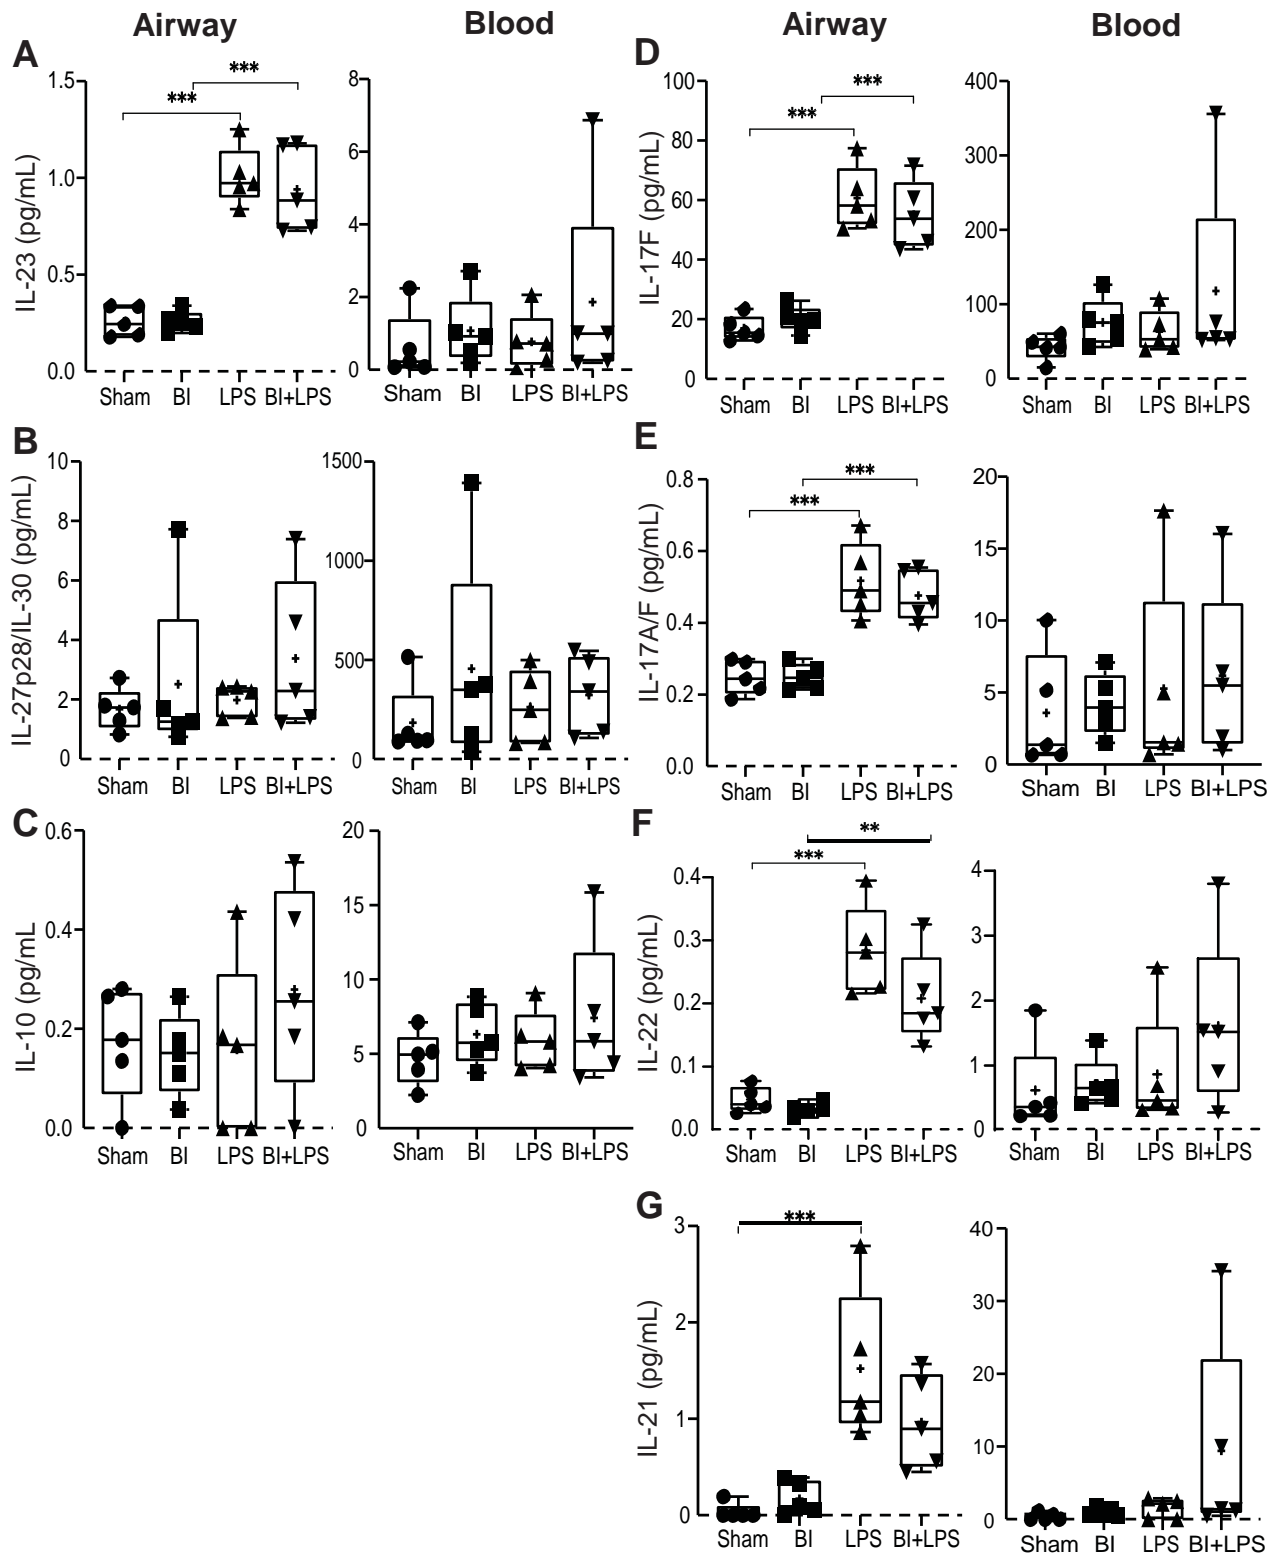 Airway Blood Airway Blood
A
IL-23 (pg/mL)
1.5
1.0
0.5
0.0
***
***
Sham BI LPS BI+LPS
8
6
4
2
0
Sham BI LPS BI+LPS
D
IL-17F (pg/mL)
100
80
60
40
20
0
***
***
Sham BI LPS BI+LPS
400
300
200
100
0
Sham BI LPS BI+LPS
B
IL-27p28/IL-30 (pg/mL)
10
8
6
4
2
0
Sham BI LPS BI+LPS
1500
1000
500
0
Sham BI LPS BI+LPS
E
IL-17A/F (pg/mL)
0.8
0.6
0.4
0.2
0.0
***
***
Sham BI LPS BI+LPS
20
15
10
5
0
Sham BI LPS BI+LPS
C
IL-10 (pg/mL
0.6
0.4
0.2
0.0
Sham BI LPS BI+LPS
20
15
10
5
0
Sham BI LPS BI+LPS
F
IL-22 (pg/mL)
0.4
0.3
0.2
0.1
0.0
**
***
Sham BI LPS BI+LPS
4
3
2
1
0
Sham BI LPS BI+LPS
G
IL-21 (pg/mL)
3
2
1
0
***
Sham BI LPS BI+LPS
40
30
20
10
0
Sham BI LPS BI+LPS